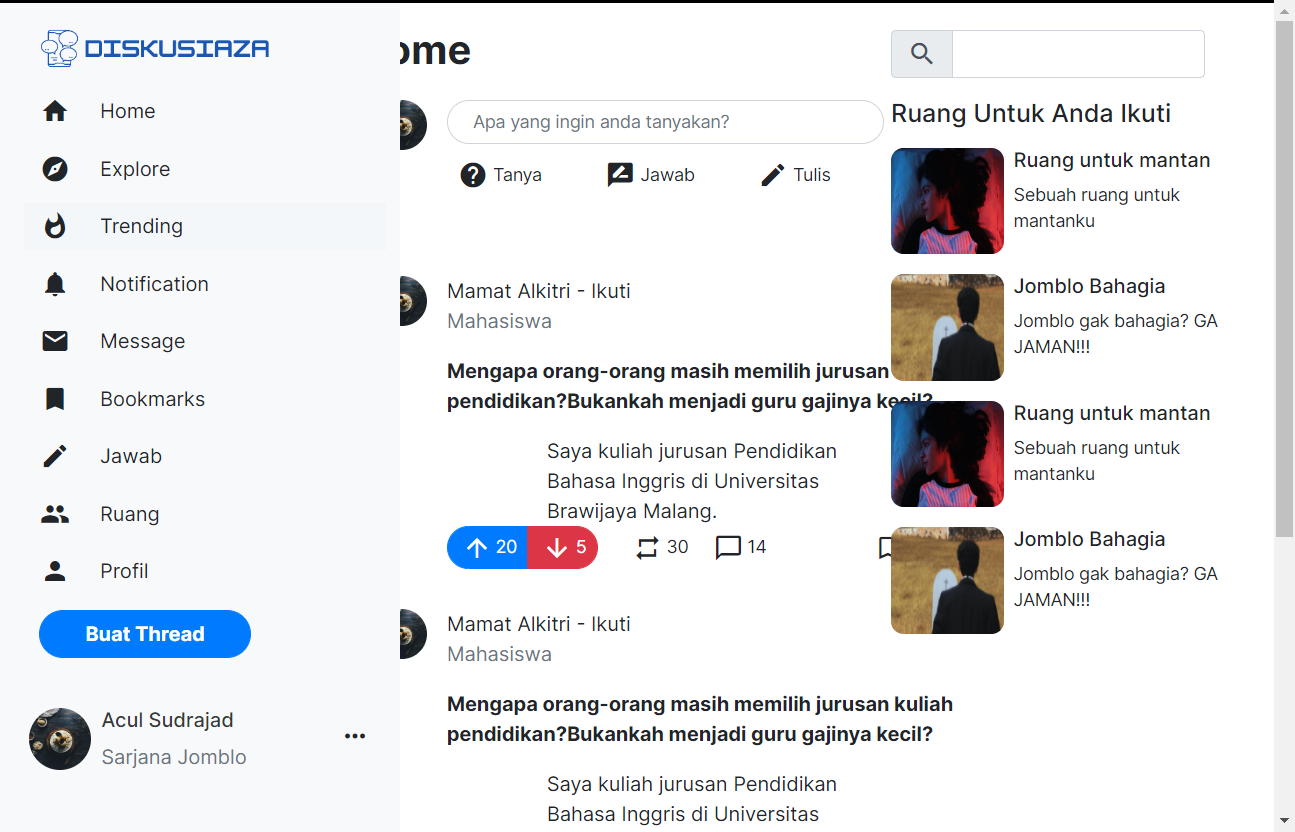 DISKUSIAZA
Home
Explore
Trending
Notification
Message
Bookmarks
Jawab
Ruang
Profil
Buat Thread
Acul Sudrajad
Sarjana Jomblo
ome
Apa yang ingin anda tanyakan?
Tanya Jawab Tulis
Mamat Alkitri - Ikuti
Mahasiswa
Mengapa orang-orang masih memilih jurusan
pendidikan?Bukankah menjadi guru gajinya kecil?
Saya kuliah jurusan Pendidikan
Bahasa Inggris di Universitas
Brawijaya Malang.
20 5 30 14
Mamat Alkitri - Ikuti
Mahasiswa
Mengapa orang-orang masih memilih jurusan kuliah
pendidikan?Bukankah menjadi guru gajinya kecil?
Saya kuliah jurusan Pendidikan
Bahasa Inggris di Universitas
Ruang Untuk Anda Ikuti
Ruang untuk mantan
Sebuah ruang untuk
mantanku
Jomblo Bahagia
Jomblo gak bahagia? GA
JAMAN!!!
Ruang untuk mantan
Sebuah ruang untuk
mantanku
Jomblo Bahagia
Jomblo gak bahagia? GA
JAMAN!!!